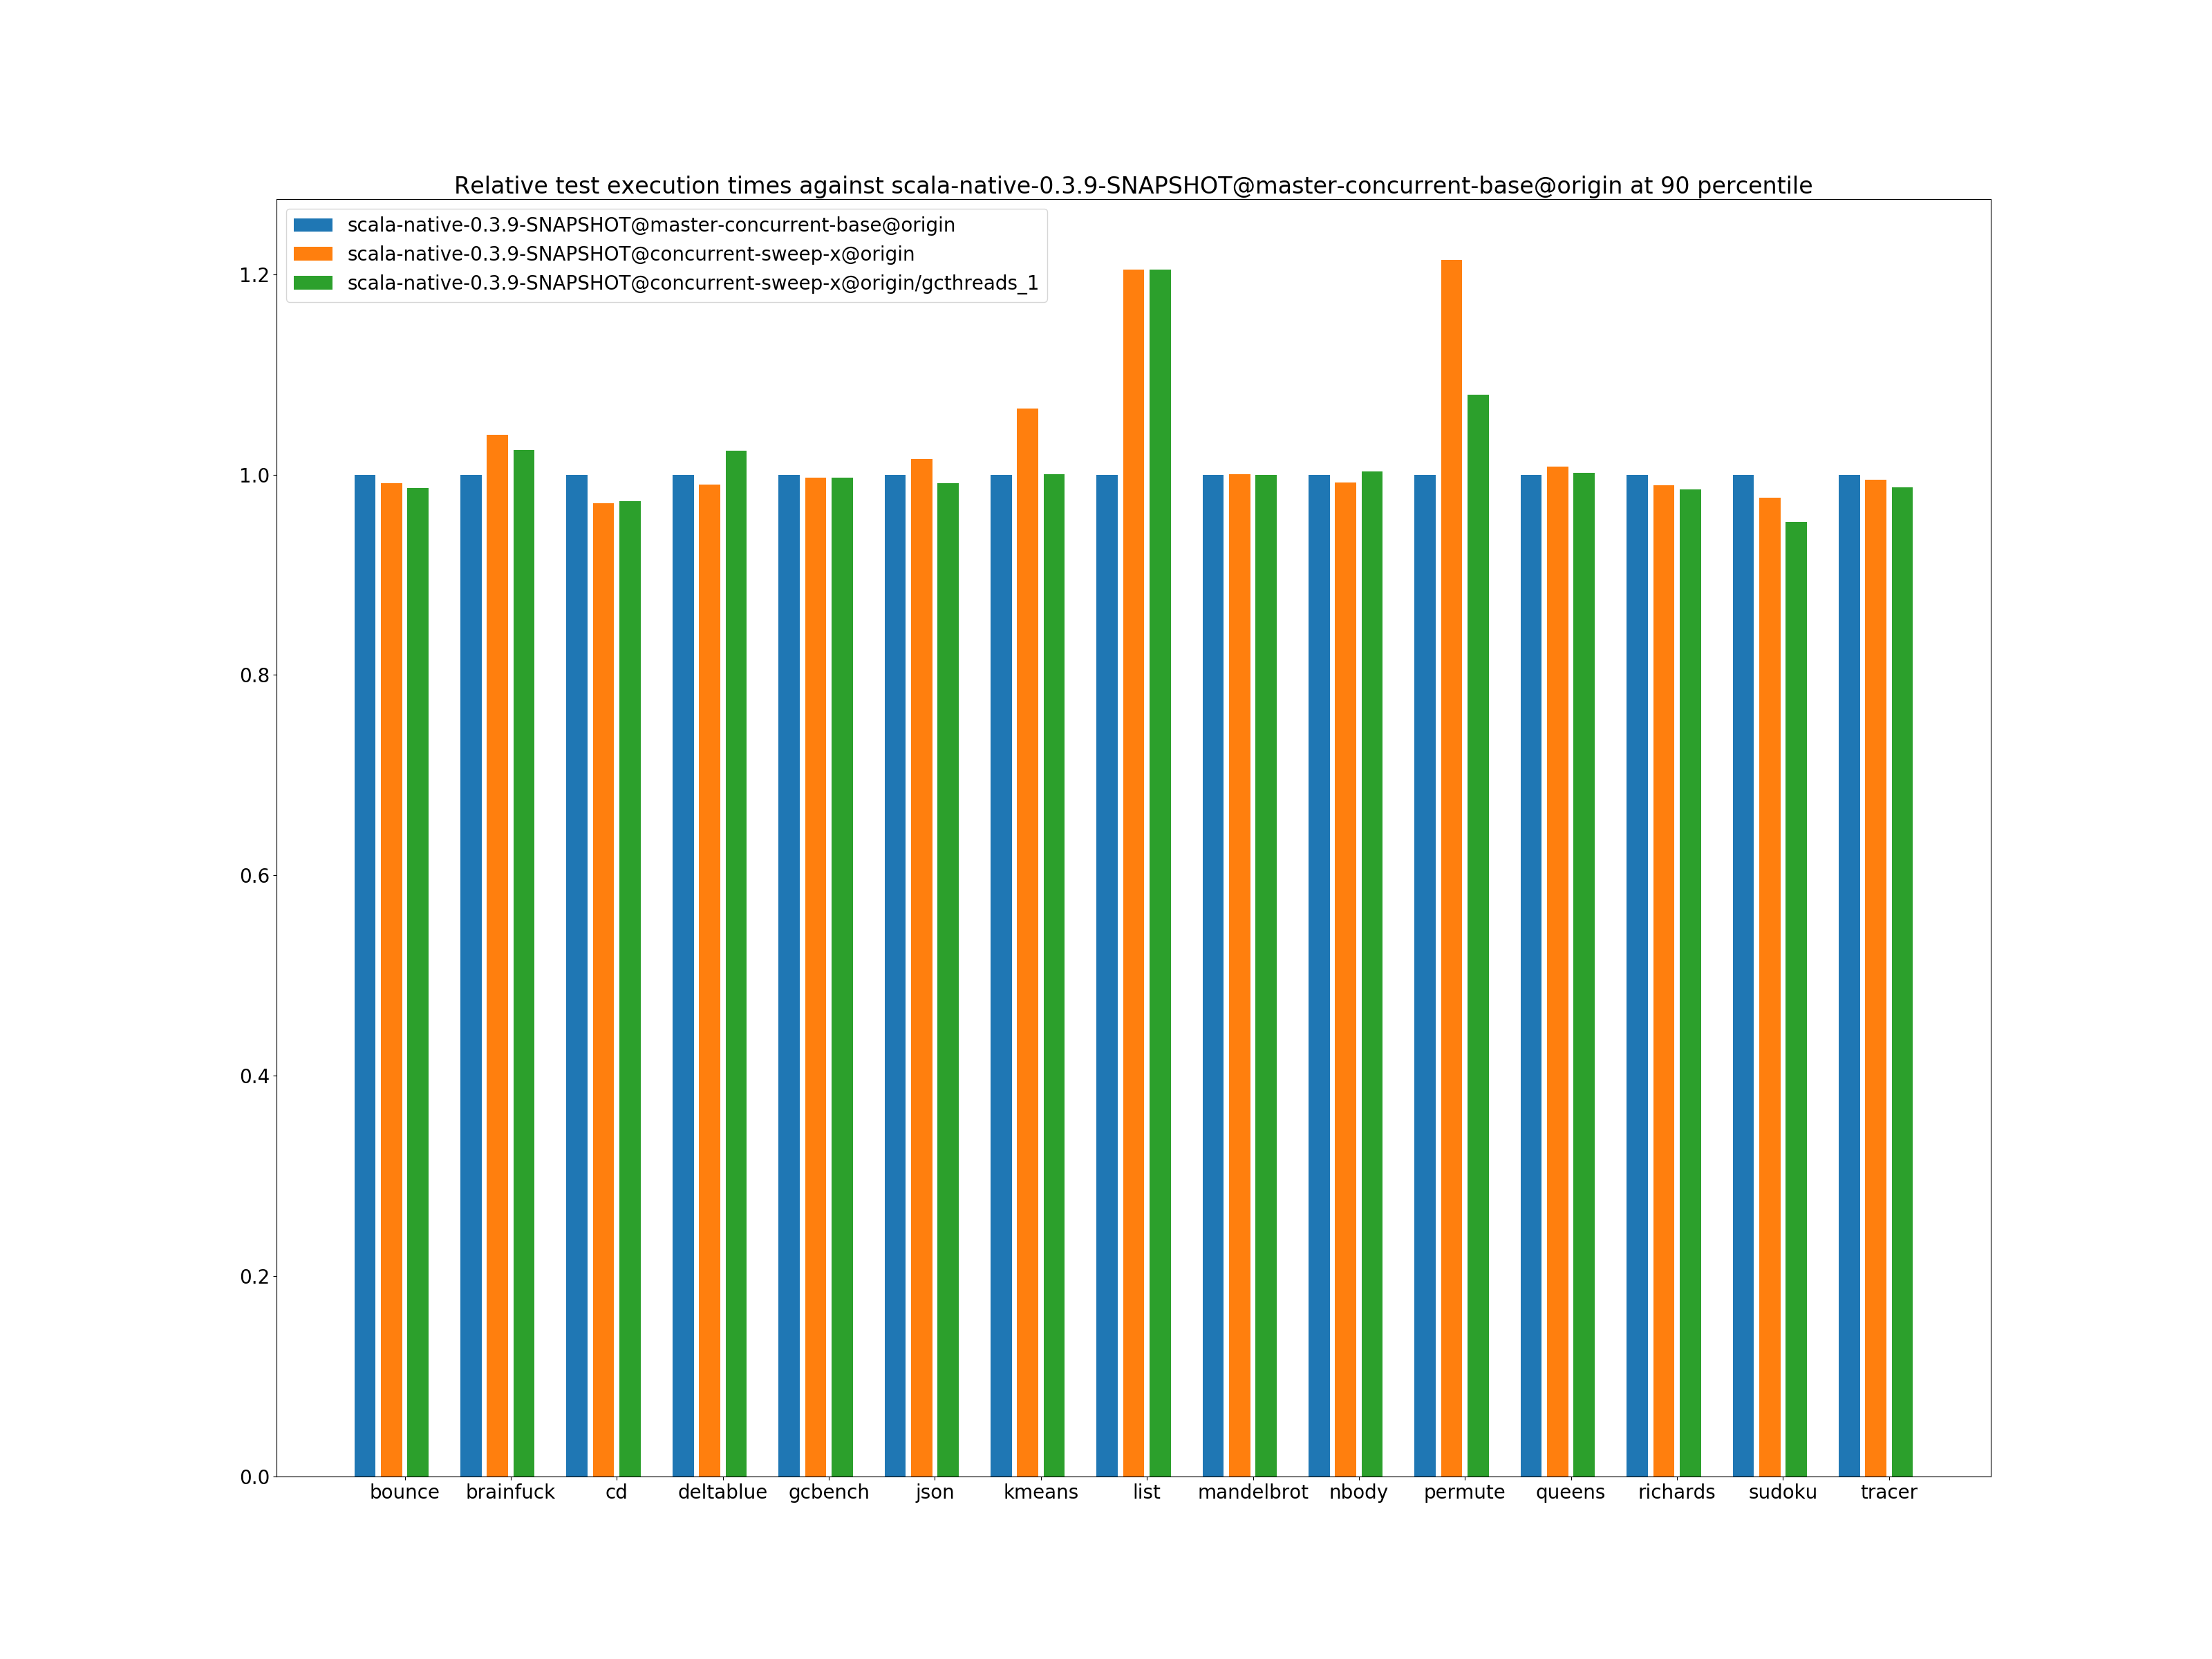 Relative test execution times against scala-native-0.3.9-SNAPSHOT@master-concurrent-base@origin at 90 percentile
scala-native-0.3.9-SNAPSHOT@master-concurrent-base@origin
scala-native-0.3.9-SNAPSHOT@concurrent-sweep-x@origin
scala-native-0.3.9-SNAPSHOT@concurrent-sweep-x@origin/gcthreads_1
1.2
1.0
0.8
0.6
0.4
0.2
0.0
bounce brainfuck cd deltablue gcbench json kmeans list mandelbrot nbody permute queens richards sudoku tracer